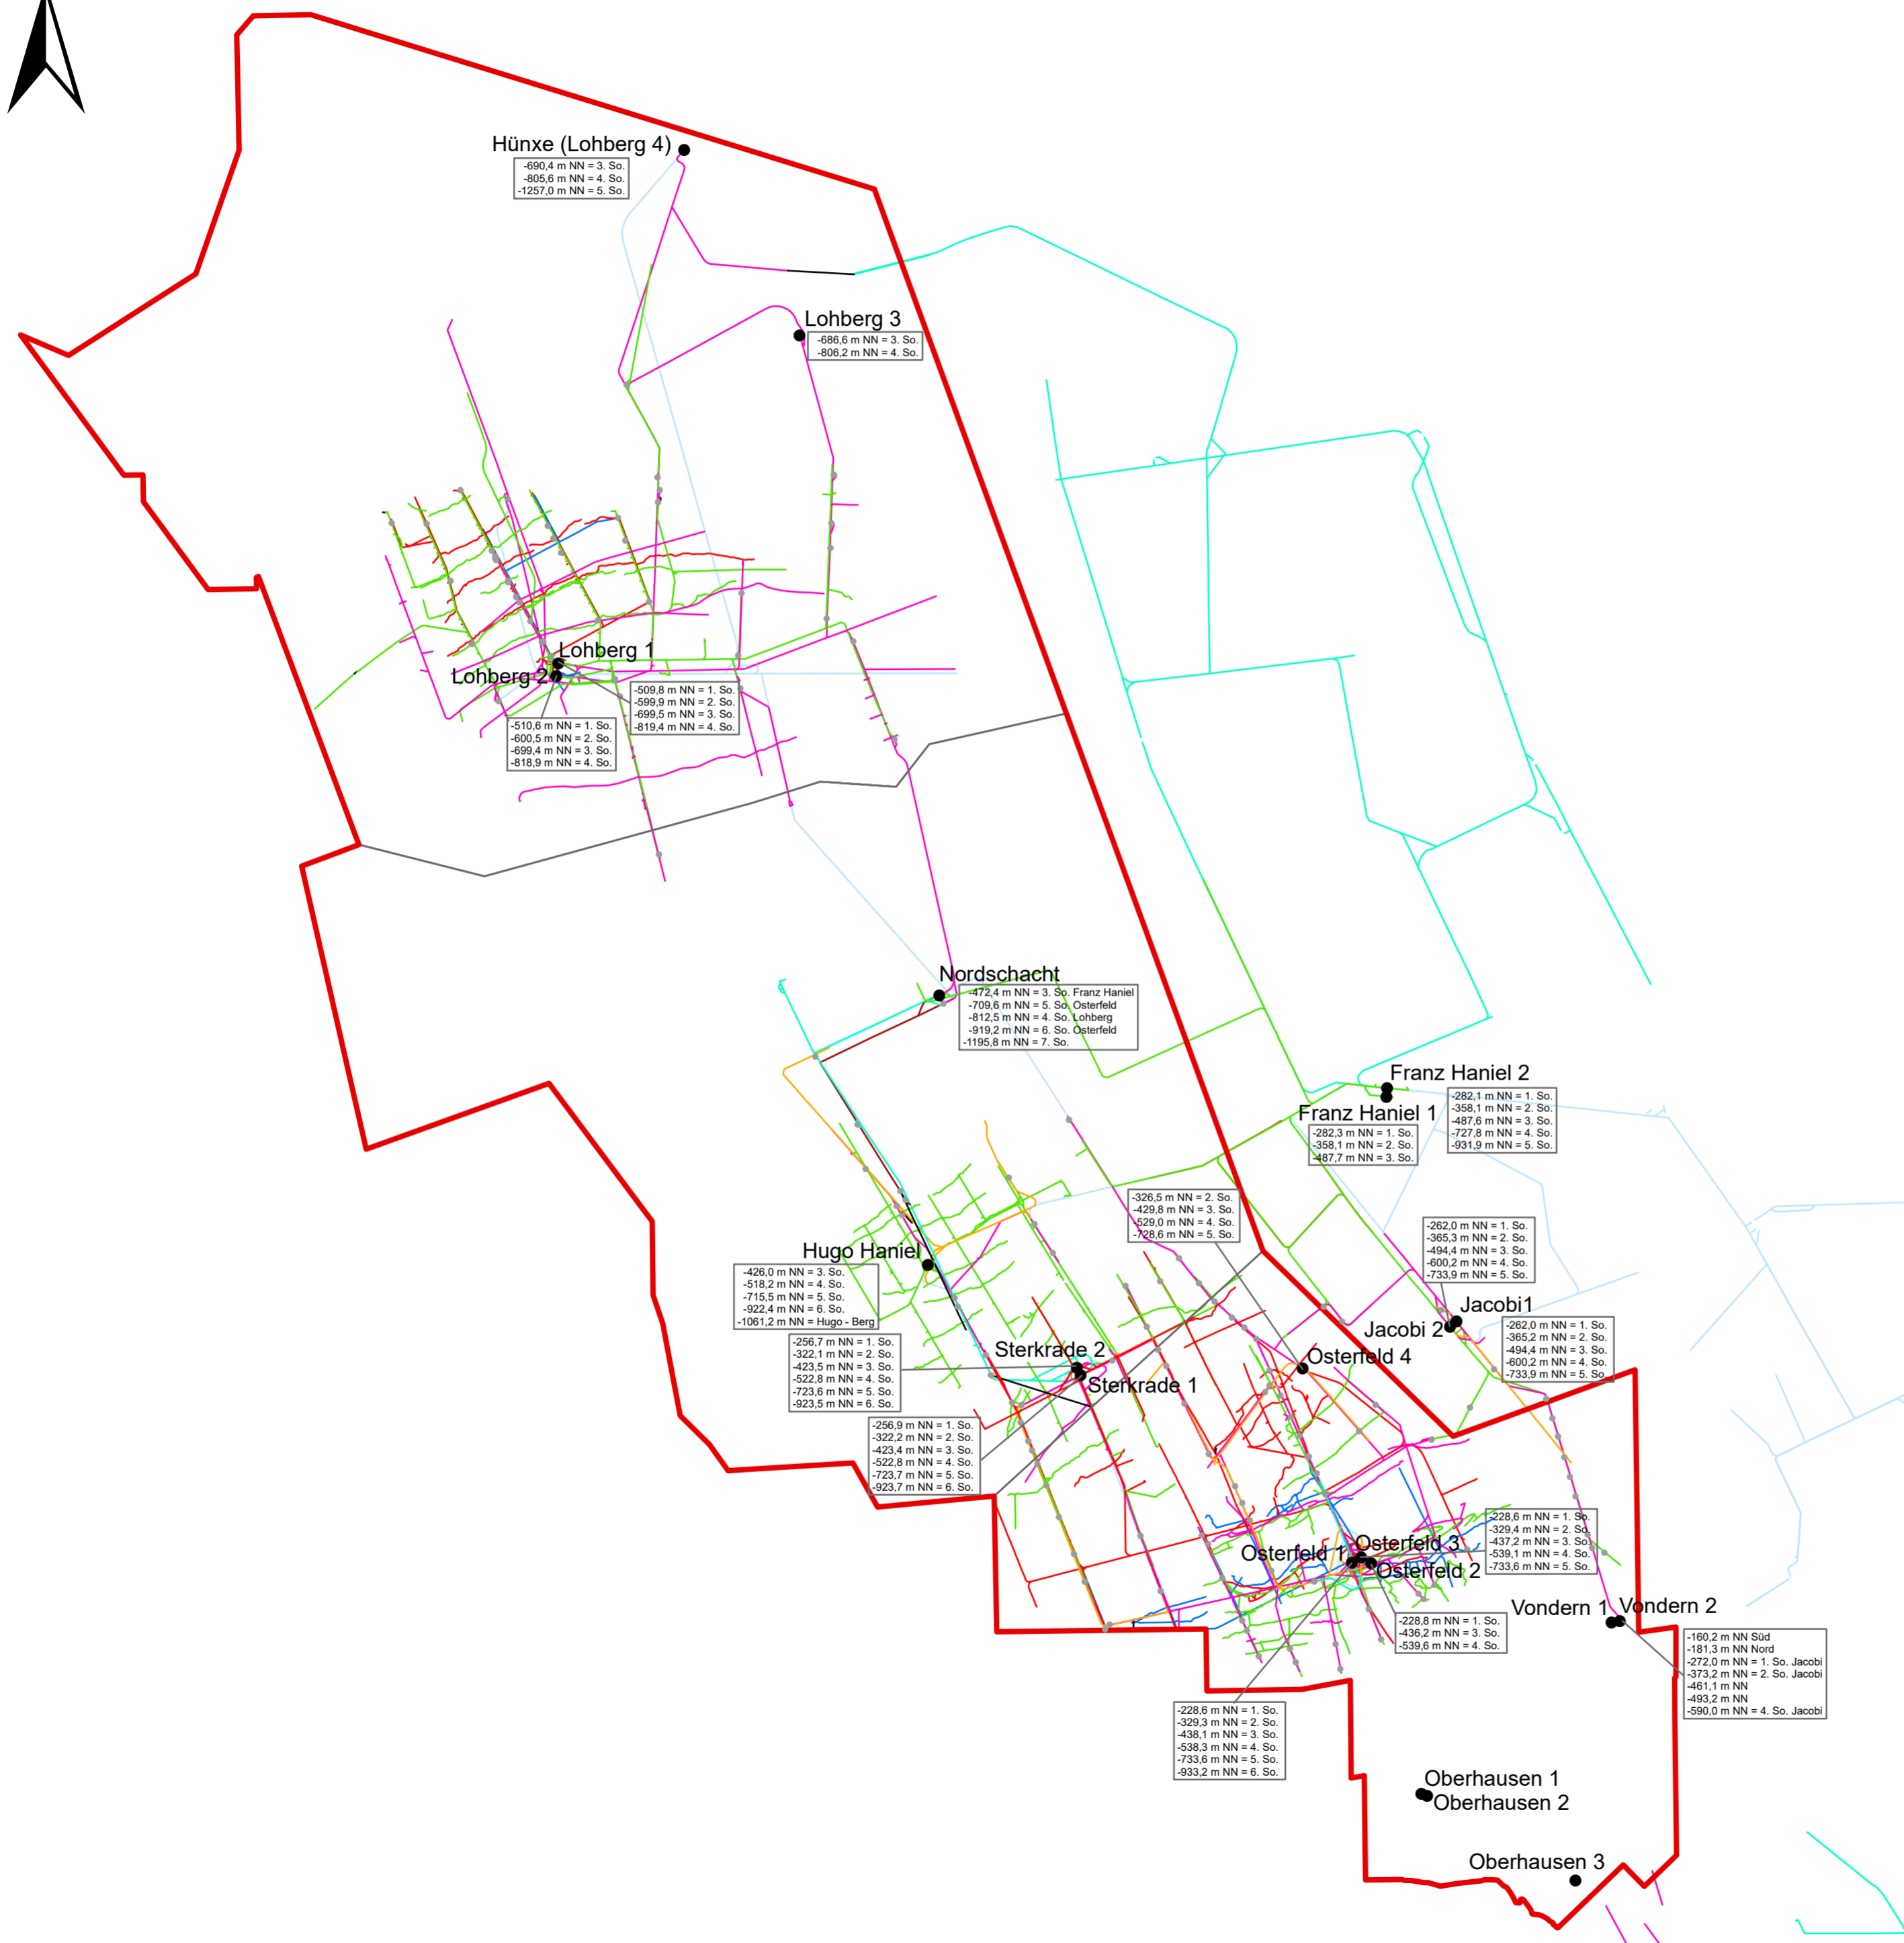 Hünxe (Lohberg 4)
-690,4 m NN = 3. So.
-805,6 m NN = 4. So.
-1257,0 m NN = 5. So.
Lohberg 3
-686,6 m NN = 3. So.
-806,2 m NN = 4. So.
Lohberg 1
Lohberg 2
-509,8 m NN = 1. So.
-599,9 m NN = 2. So.
-699,5 m NN = 3. So.
-819,4 m NN = 4. So.
-510,6 m NN = 1. So.
-600,5 m NN = 2. So.
-699,4 m NN = 3. So.
-818,9 m NN = 4. So.
Nordschacht
-472,4 m NN = 3. So. Franz Haniel
-709,6 m NN = 5. So. Osterfeld
-812,5 m NN = 4. So. Lohberg
-919,2 m NN = 6. So. Osterfeld
-1195,8 m NN = 7. So.
Franz Haniel 2
-282,1 m NN = 1. So.
-358,1 m NN = 2. So.
-487,6 m NN = 3. So.
-727,8 m NN = 4. So.
-931,9 m NN = 5. So.
Franz Haniel 1
-282,3 m NN = 1. So.
-358,1 m NN = 2. So.
-487,7 m NN = 3. So.
-326,5 m NN = 2. So.
-429,8 m NN = 3. So.
-529,0 m NN = 4. So.
-728,6 m NN = 5. So.
-262,0 m NN = 1. So.
-365,3 m NN = 2. So.
-494,4 m NN = 3. So.
-600,2 m NN = 4. So.
-733,9 m NN = 5. So.
Hugo Haniel
-426,0 m NN = 3. So.
-518,2 m NN = 4. So.
-715,5 m NN = 5. So.
-922,4 m NN = 6. So.
-1061,2 m NN = Hugo - Berg
Jacobi1
Jacobi 2
-262,0 m NN = 1. So.
-365,2 m NN = 2. So.
-494,4 m NN = 3. So.
-600,2 m NN = 4. So.
-733,9 m NN = 5. So.
-256,7 m NN = 1. So.
-322,1 m NN = 2. So.
-423,5 m NN = 3. So.
-522,8 m NN = 4. So.
-723,6 m NN = 5. So.
-923,5 m NN = 6. So.
Sterkrade 2
Sterkrade 1
Osterfeld 4
-256,9 m NN = 1. So.
-322,2 m NN = 2. So.
-423,4 m NN = 3. So.
-522,8 m NN = 4. So.
-723,7 m NN = 5. So.
-923,7 m NN = 6. So.
-228,6 m NN = 1. So.
-329,4 m NN = 2. So.
-437,2 m NN = 3. So.
-539,1 m NN = 4. So.
-733,6 m NN = 5. So.
Osterfeld 3
Osterfeld 1
Osterfeld 2
-228,8 m NN = 1. So.
-436,2 m NN = 3. So.
-539,6 m NN = 4. So.
Vondern 1
Vondern 2
-160,2 m NN Süd
-181,3 m NN Nord
-272,0 m NN = 1. So. Jacobi
-373,2 m NN = 2. So. Jacobi
-461,1 m NN
-493,2 m NN
-590,0 m NN = 4. So. Jacobi
-228,6 m NN = 1. So.
-329,3 m NN = 2. So.
-438,1 m NN = 3. So.
-538,3 m NN = 4. So.
-733,6 m NN = 5. So.
-933,2 m NN = 6. So.
Oberhausen 1
Oberhausen 2
Oberhausen 3